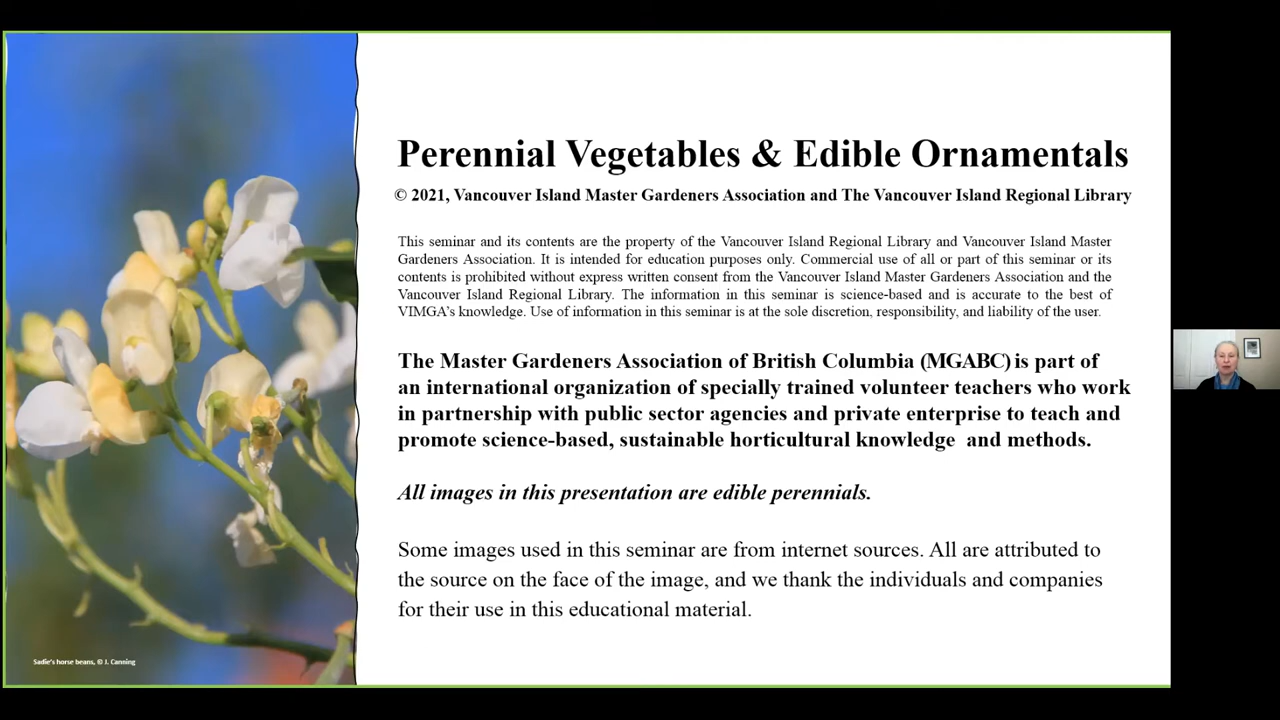 Perennial Vegetables & Edible Ornamentals
© 2021, Vancouver Island Master Gardeners Association and The Vancouver Island Regional Library
This seminar and its contents are the property of the Vancouver Island Regional Library and Vancouver Island Master
Gardeners Association. It is intended for education purposes only. Commercial use of all or part of this seminar or its
contents is prohibited without express written consent from the Vancouver Island Master Gardeners Association and the
Vancouver Island Regional Library. The information in this seminar is science-based and is accurate to the best of
VIMGA's knowledge. Use of information in this seminar is at the sole discretion, responsibility, and liability of the user.
The Master Gardeners Association of British Columbia (MGABC) is part of
an international organization of specially trained volunteer teachers who work
in partnership with public sector agencies and private enterprise to teach and
promote science-based, sustainable horticultural knowledge and methods.
All images in this presentation are edible perennials.
Some images used in this seminar are from internet sources. All are attributed to
the source on the face of the image, and we thank the individuals and companies
for their use in this educational material.
Sadie's horse beans, © J. Canning